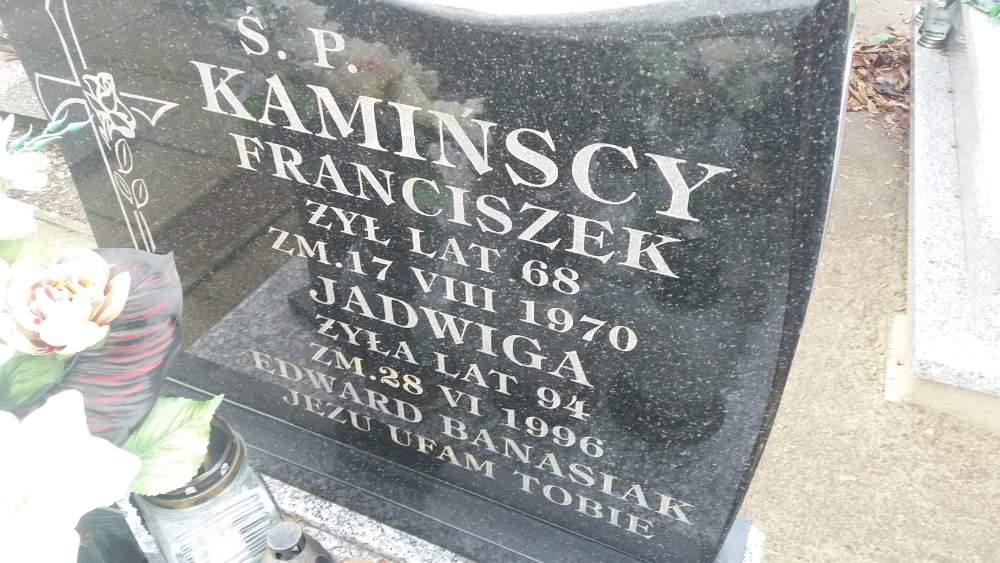 Ś. P.
KAMIŃSCY
FRANCISZEK
ŻYŁ LAT 68
ZM.17 VIII 1970
JADWIGA
ŻYŁA LAT 94
ZM.28 VI 1996
EDWARD BANASIAK
JEZU UFAM TOBIE